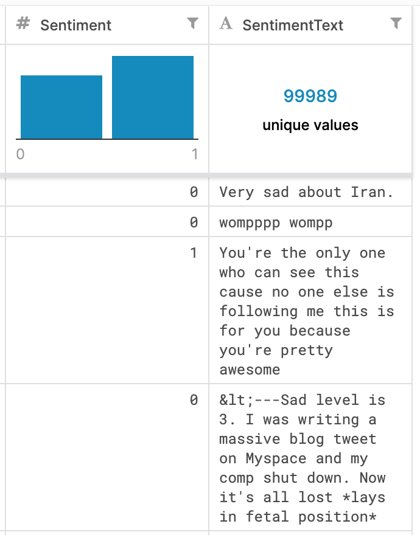 # Sentiment
A SentimentText
0 1
99989
unique values
0
Very sad about Iran.
0
wompppp wompp
1
You're the only one
who can see this
cause no one else is
following me this is
for you because
you're pretty
awesome
0
&lt;---Sad level is
3. I was writing a
massive blog tweet
on Myspace and my
comp shut down. Now
it's all lost *lays
in fetal position*